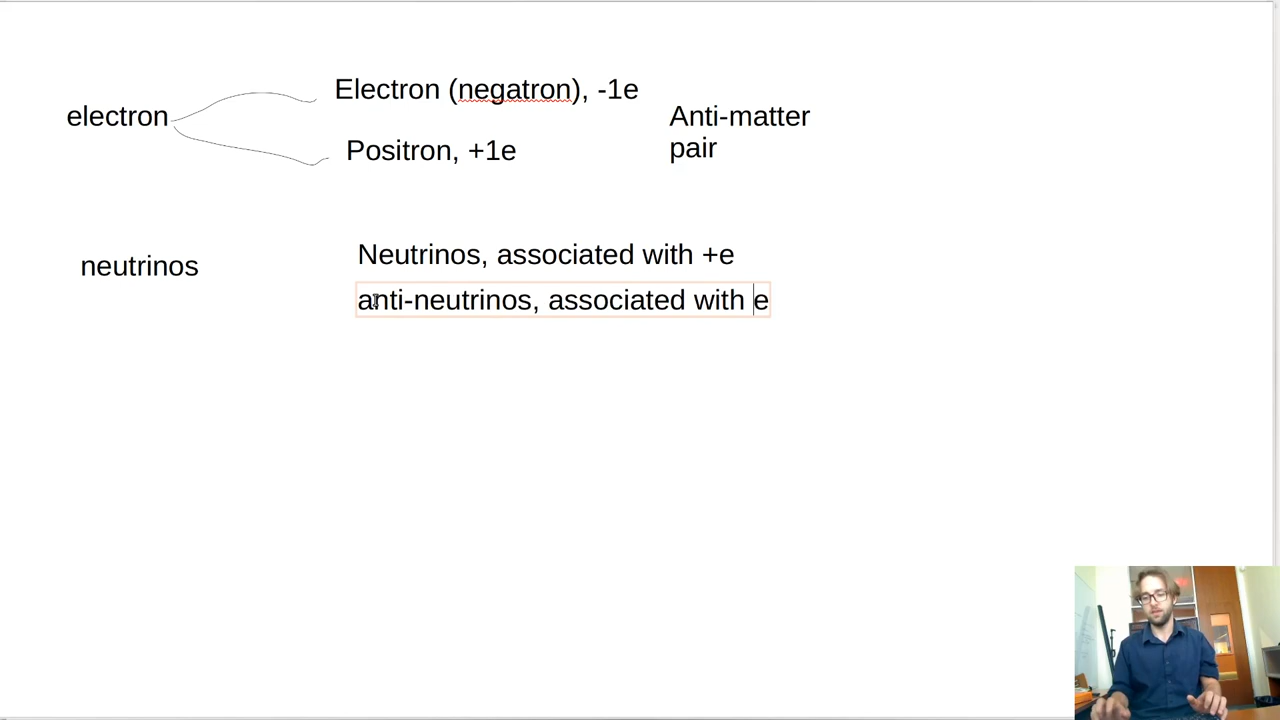 electron
Electron (negatron), -1e
Positron, +1e
Anti-matter
pair
neutrinos
Neutrinos, associated with +e
anti-neutrinos, associated with e